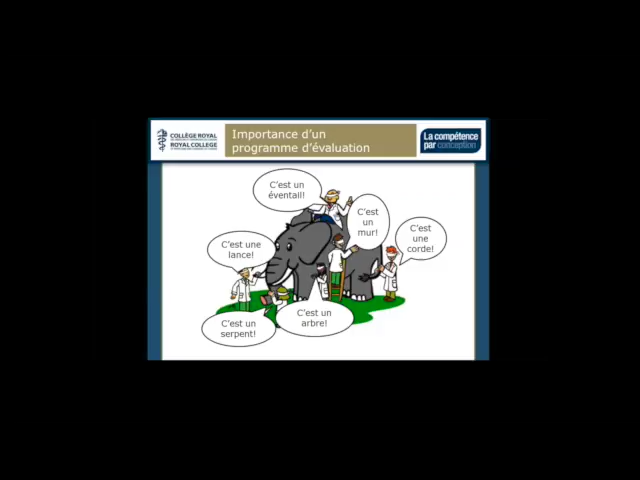 COLLÈGE ROYAL
ROYAL COLLEGE
Importance d'un
programme d'évaluation
La compétence
par conception
C'est un
éventail!
C'est
un
mur!
C'est
une
corde!
C'est une
lance!
C'est un
serpent!
C'est un
arbre!